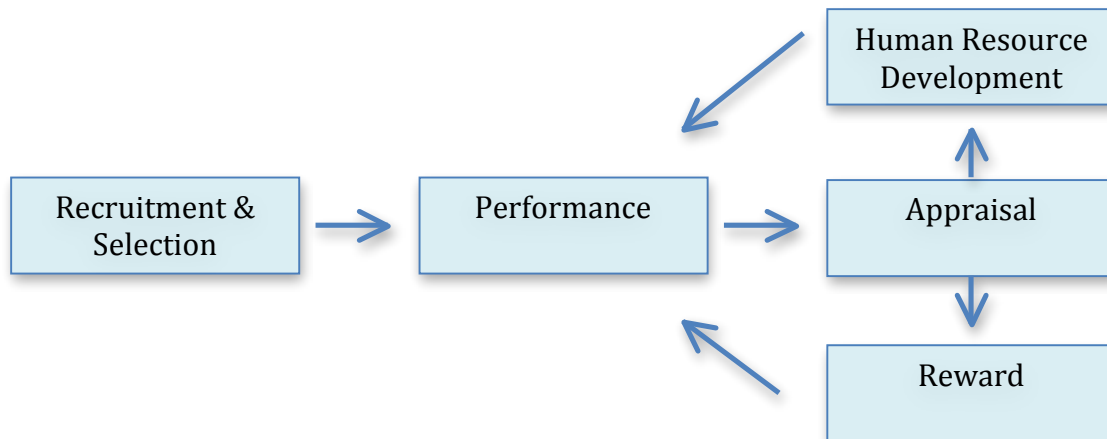 Human Resource
Development
Recruitment &
Selection
Performance
Appraisal
Reward